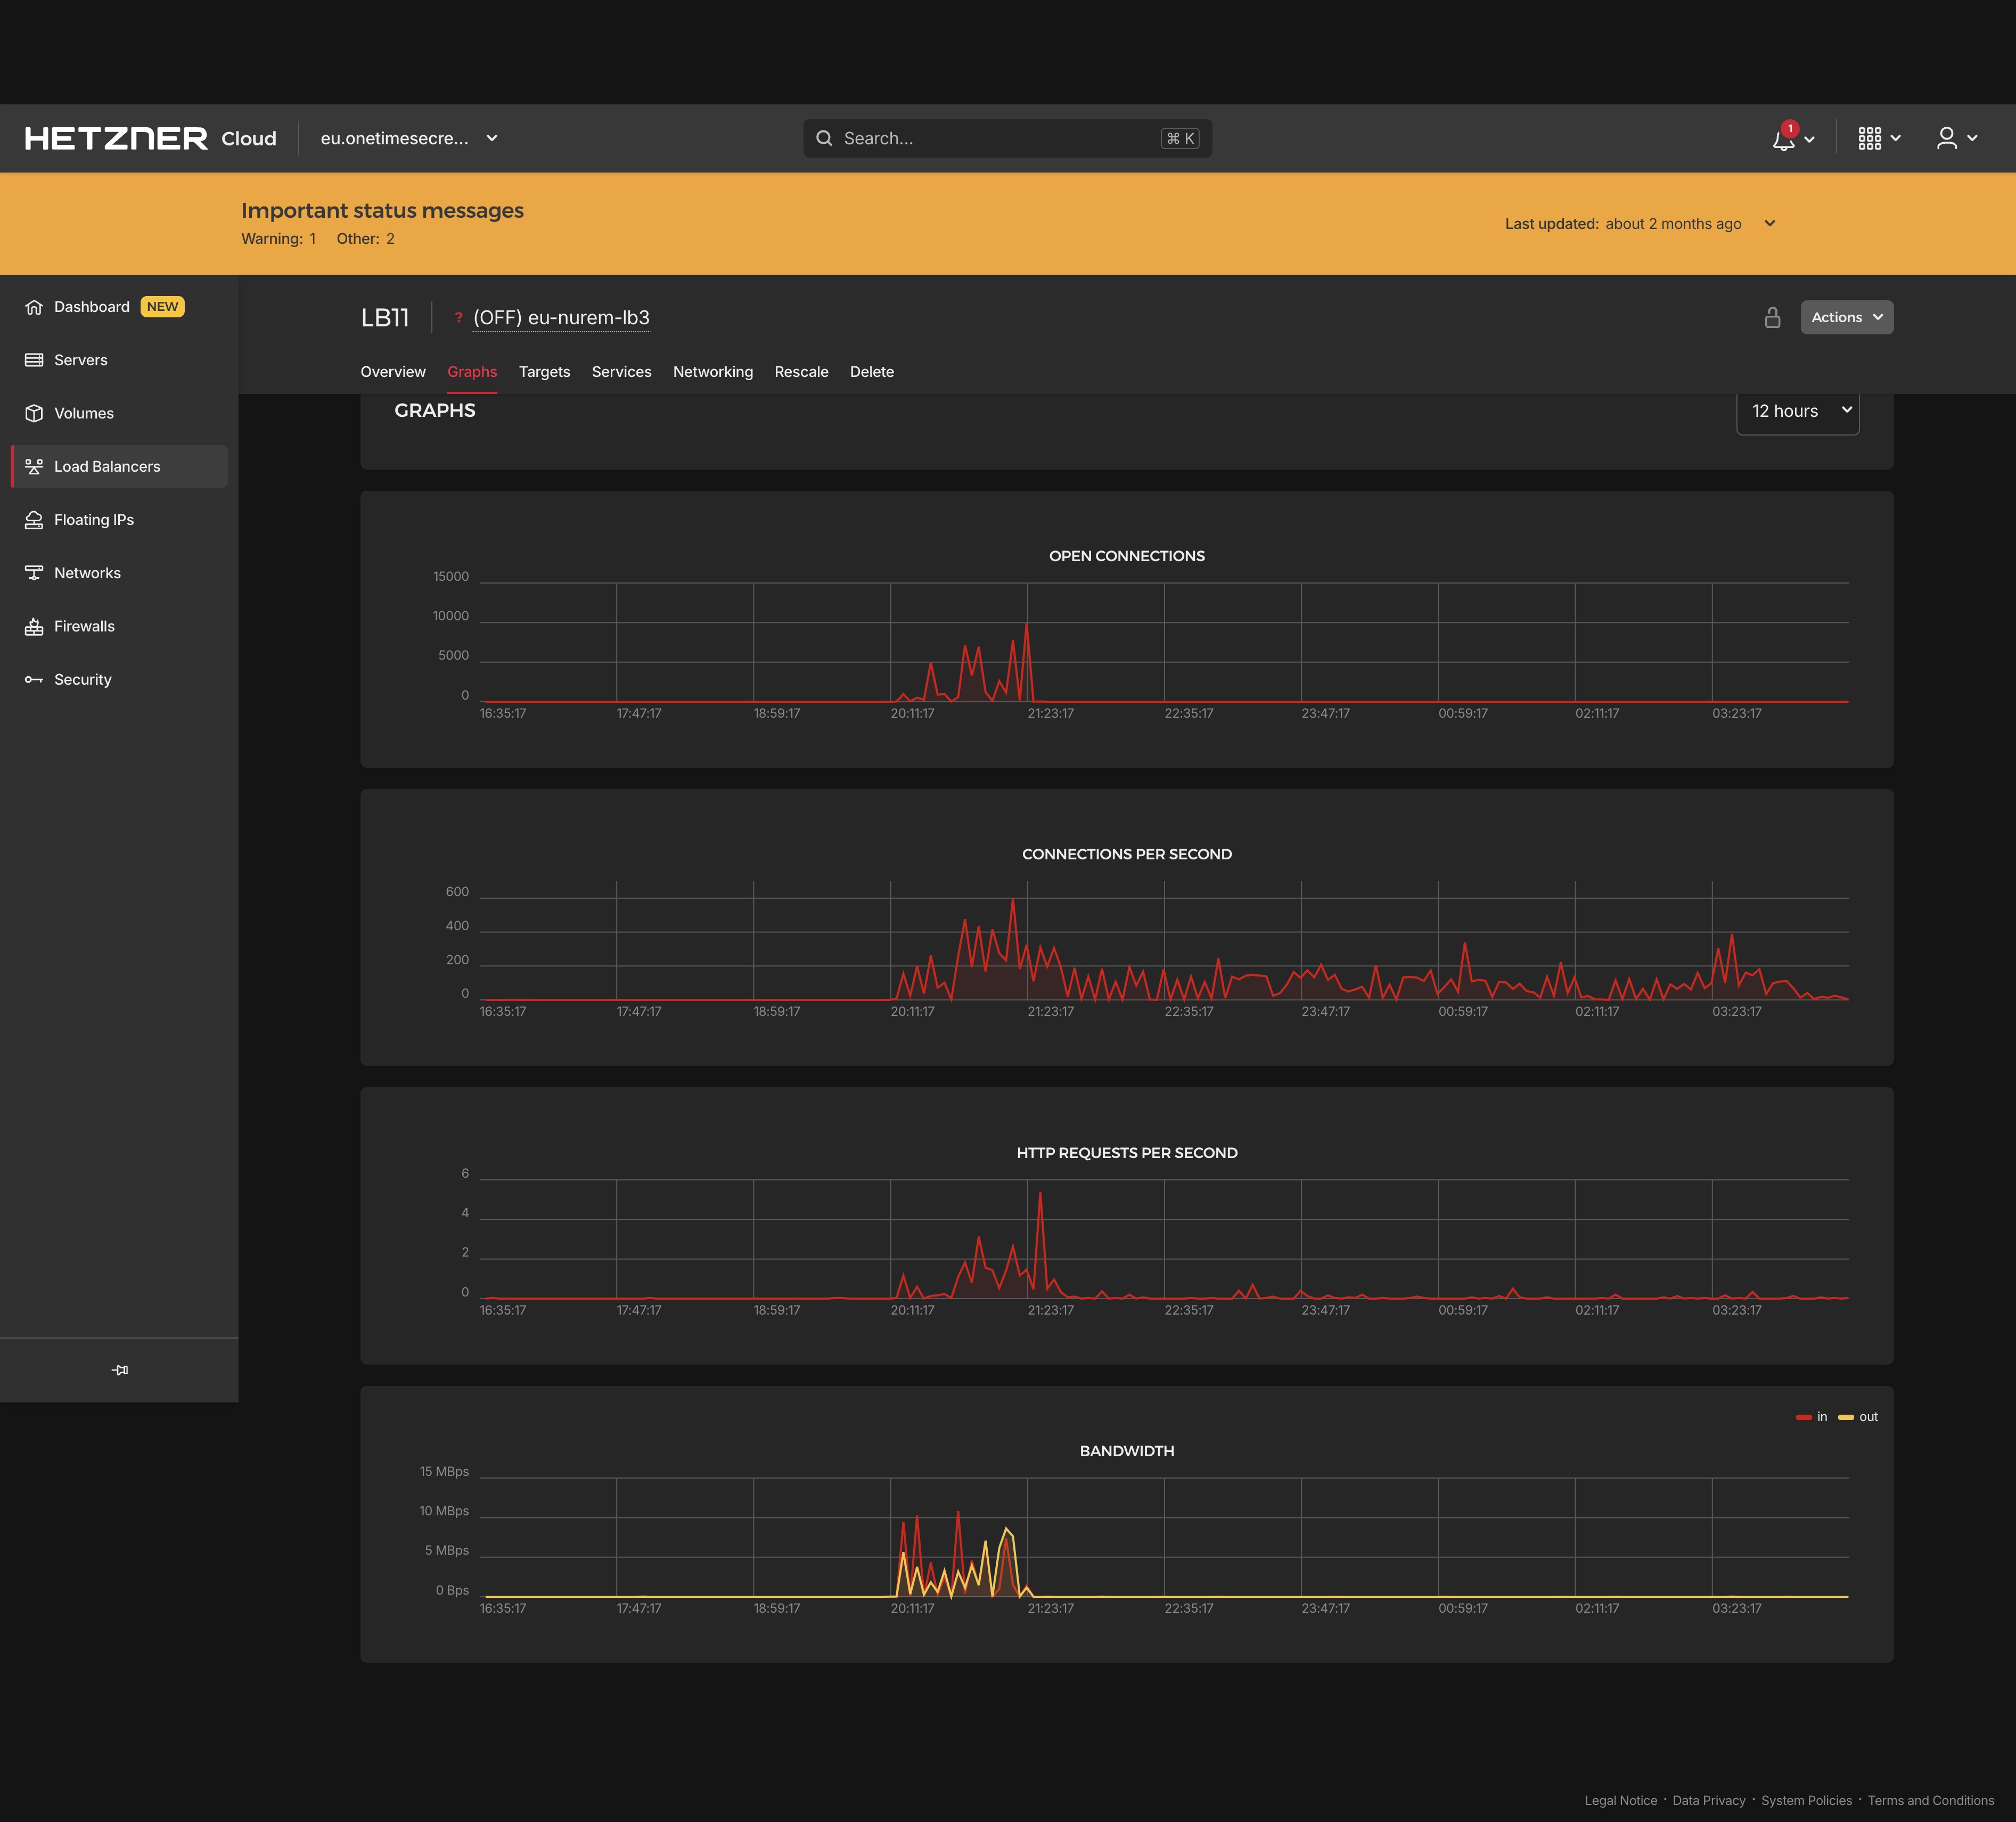 HETZNER Cloud eu.onetimesecre... Search... ⌘ K 1
Important status messages
Warning: 1 Other: 2
Last updated: about 2 months ago
Dashboard NEW
Servers
Volumes
Load Balancers
Floating IPs
Networks
Firewalls
Security
LB11 ? (OFF) eu-nurem-lb3 Actions
Overview Graphs Targets Services Networking Rescale Delete
GRAPHS 12 hours
OPEN CONNECTIONS
15000
10000
5000
0
16:35:17 17:47:17 18:59:17 20:11:17 21:23:17 22:35:17 23:47:17 00:59:17 02:11:17 03:23:17
CONNECTIONS PER SECOND
600
400
200
0
16:35:17 17:47:17 18:59:17 20:11:17 21:23:17 22:35:17 23:47:17 00:59:17 02:11:17 03:23:17
HTTP REQUESTS PER SECOND
6
4
2
0
16:35:17 17:47:17 18:59:17 20:11:17 21:23:17 22:35:17 23:47:17 00:59:17 02:11:17 03:23:17
in out
BANDWIDTH
15 MBps
10 MBps
5 MBps
0 Bps
16:35:17 17:47:17 18:59:17 20:11:17 21:23:17 22:35:17 23:47:17 00:59:17 02:11:17 03:23:17
Legal Notice · Data Privacy · System Policies · Terms and Conditions